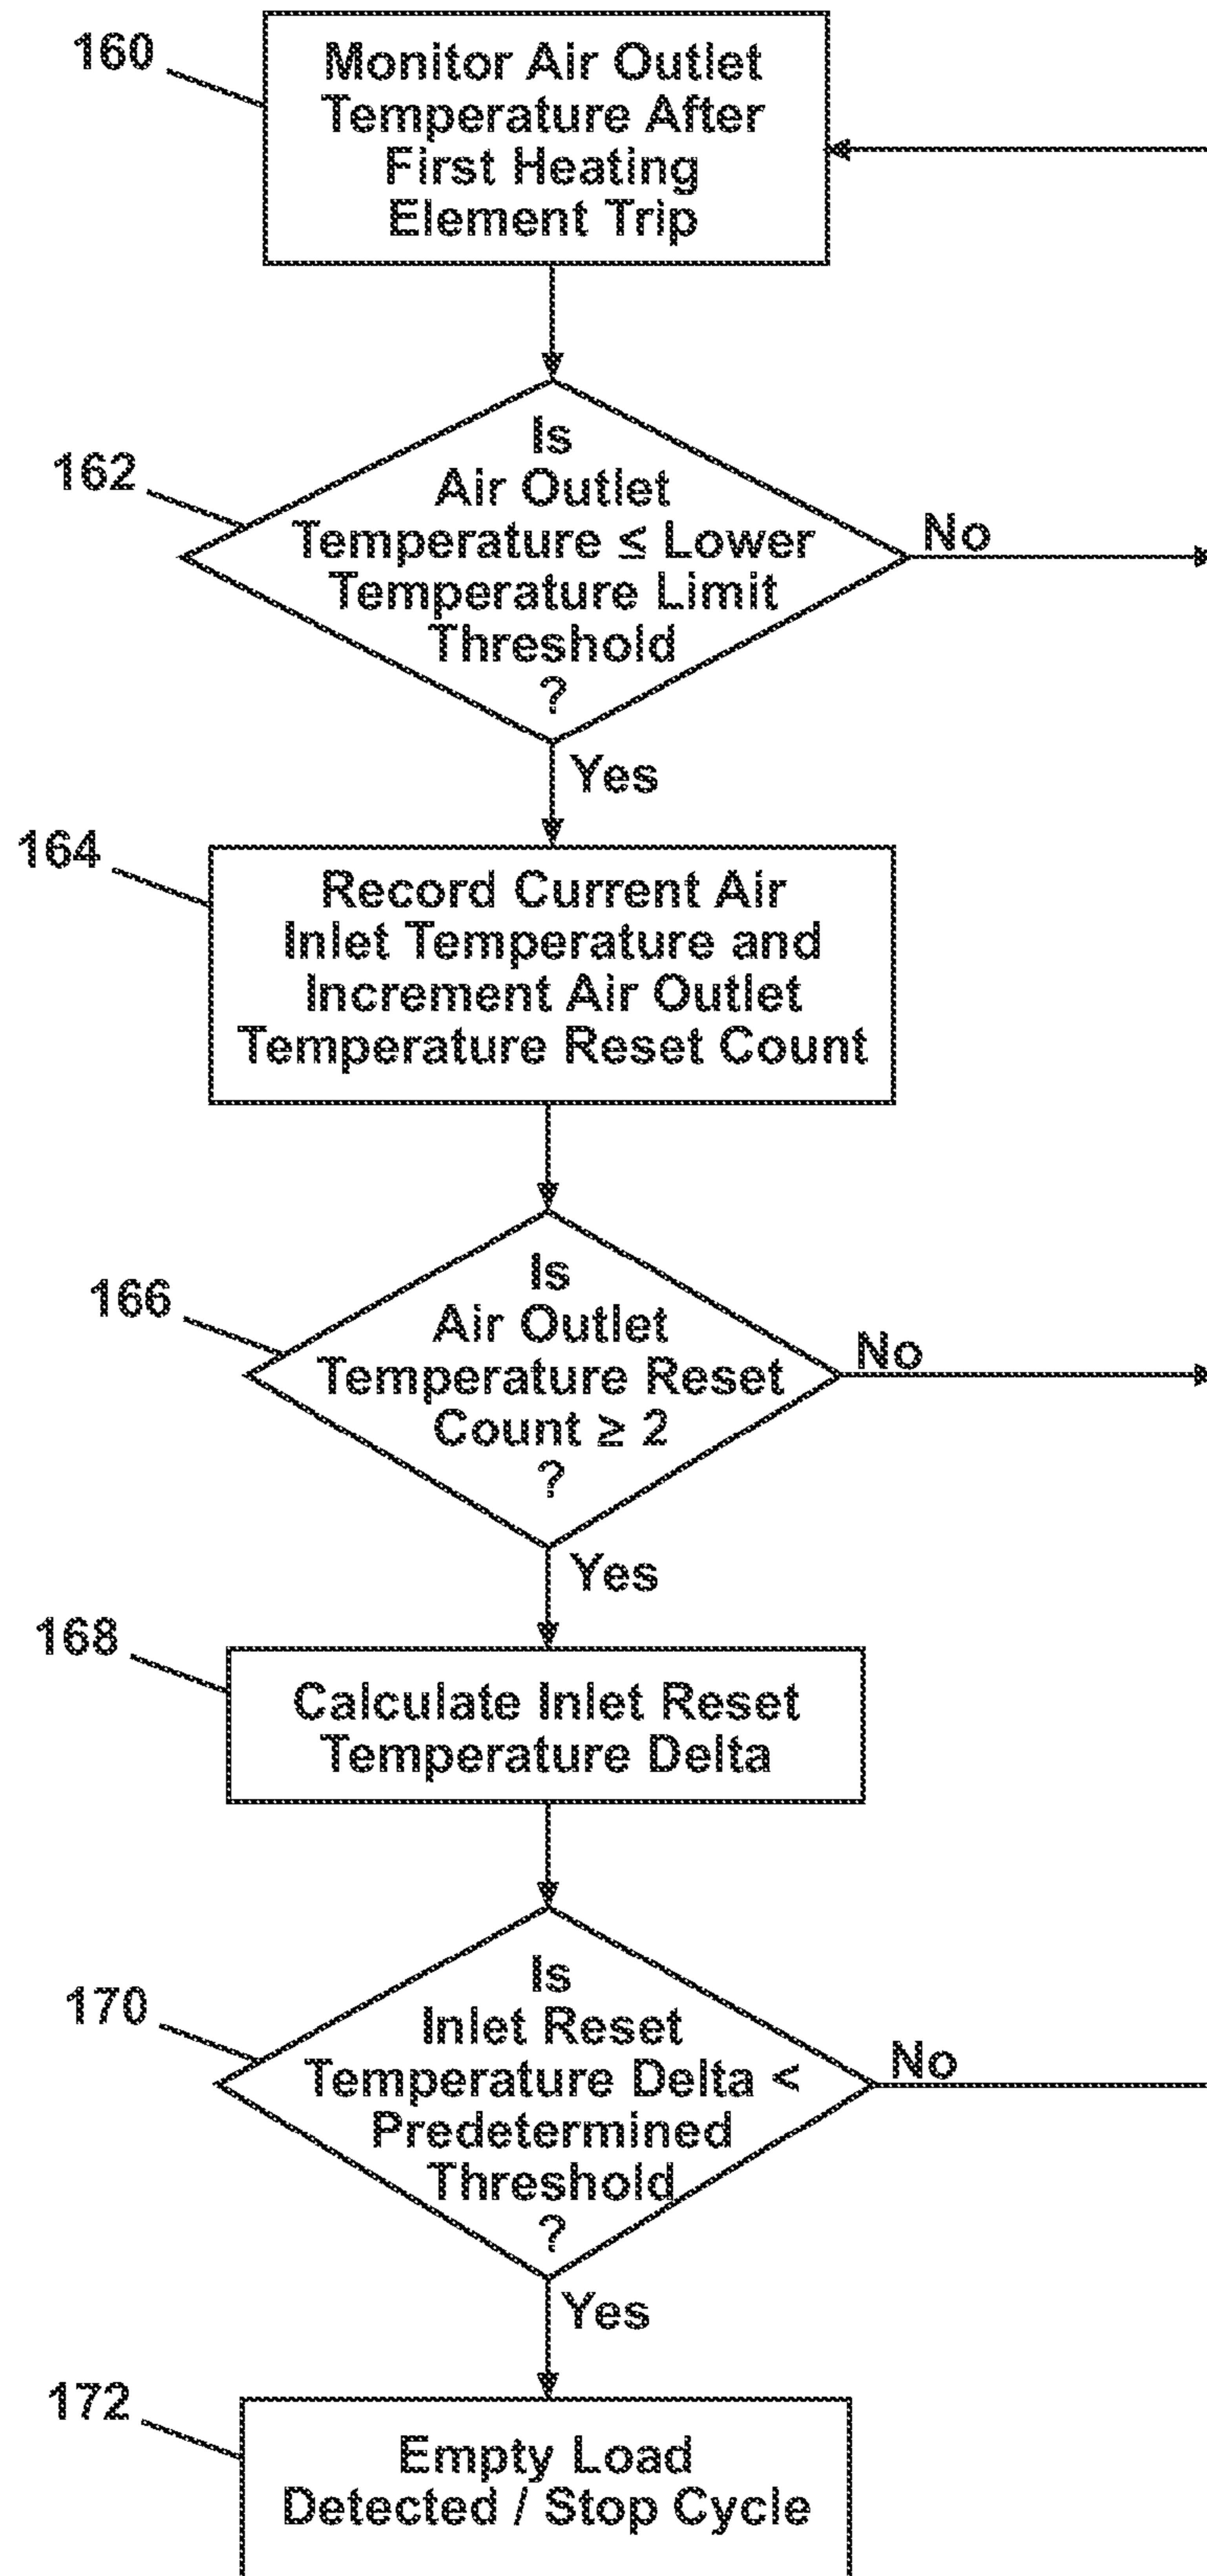 160
Monitor Air Outlet
Temperature After
First Heating
Element Trip
162
Is
Air Outlet
Temperature ≤ Lower
Temperature Limit
Threshold
?
No
Yes
164
Record Current Air
Inlet Temperature and
Increment Air Outlet
Temperature Reset Count
166
Is
Air Outlet
Temperature Reset
Count ≥ 2
?
No
Yes
168
Calculate Inlet Reset
Temperature Delta
170
Is
Inlet Reset
Temperature Delta <
Predetermined
Threshold
?
No
Yes
172
Empty Load
Detected / Stop Cycle